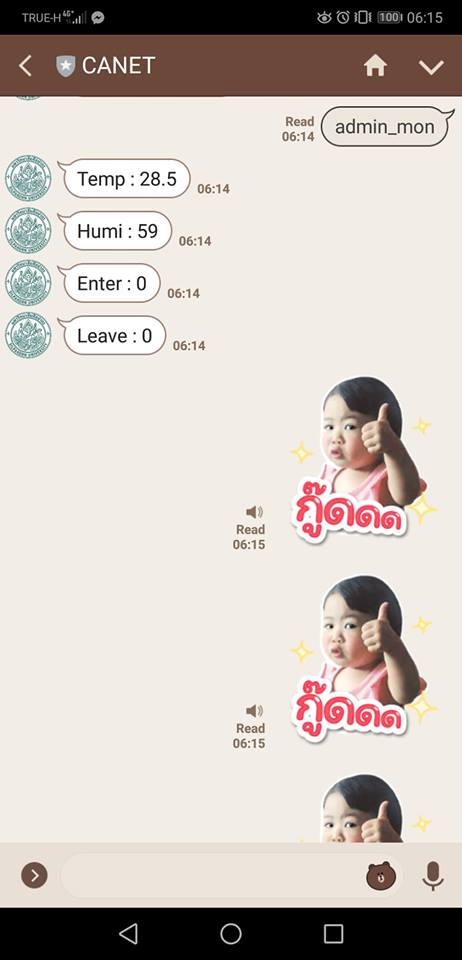 TRUE-H 4G+
100 06:15
CANET
Read
06:14
admin_mon
Temp : 28.5
06:14
Humi : 59
06:14
Enter : 0
06:14
Leave : 0
06:14
กู๊ดดด
Read
06:15
กู๊ดดด
Read
06:15